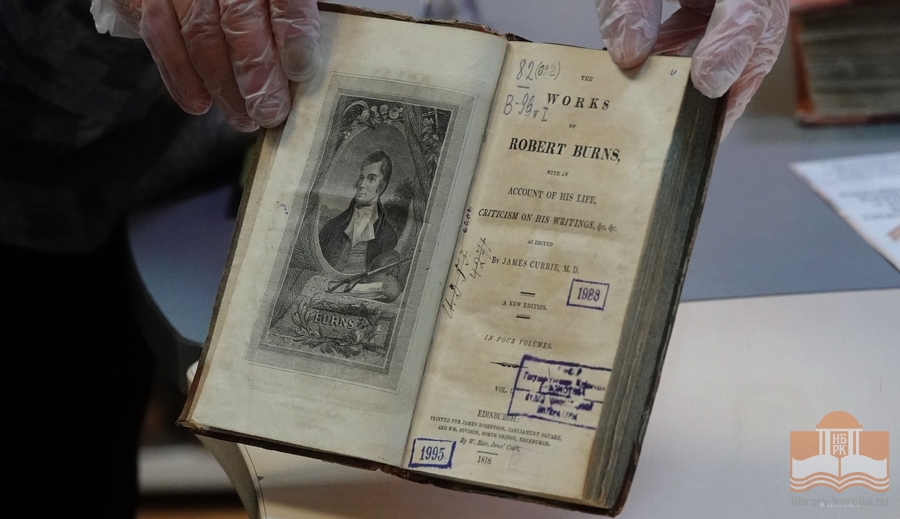 BURNS
82
THE
WORKS
OF
ROBERT BURNS,
WITH AN
ACCOUNT OF HIS LIFE,
CRITICISM ON HIS WRITINGS, &c. &c.
AS EDITED
By JAMES CURRIE, M. D.
A NEW EDITION.
IN FOUR VOLUMES.
VOL.
EDINBURGH:
PRINTED FOR JAMES ROBERTSON, PARLIAMENT SQUARE,
AND WM. NORTH BRIDGE, EDINBURGH.
By W. Blair,
1818.
1983
1995
НБ
РК
library.karelia.ru